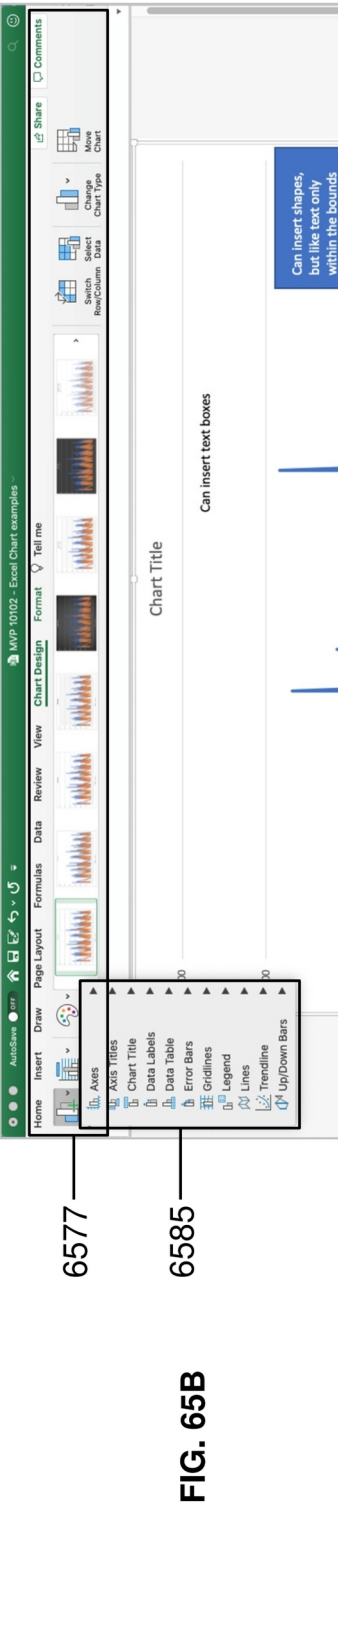 AutoSave OFF
MVP 10102 - Excel Chart examples
Home Insert Draw Page Layout Formulas Data Review View Chart Design Format Tell me
Share Comments
Switch Row/Column
Select Data
Change Chart Type
Move Chart
Axes
Axis Titles
Chart Title
Data Labels
Data Table
Error Bars
Gridlines
Legend
Lines
Trendline
Up/Down Bars
Chart Title
Can insert text boxes
Can insert shapes,
but like text only
within the bounds
6577
6585
FIG. 65B